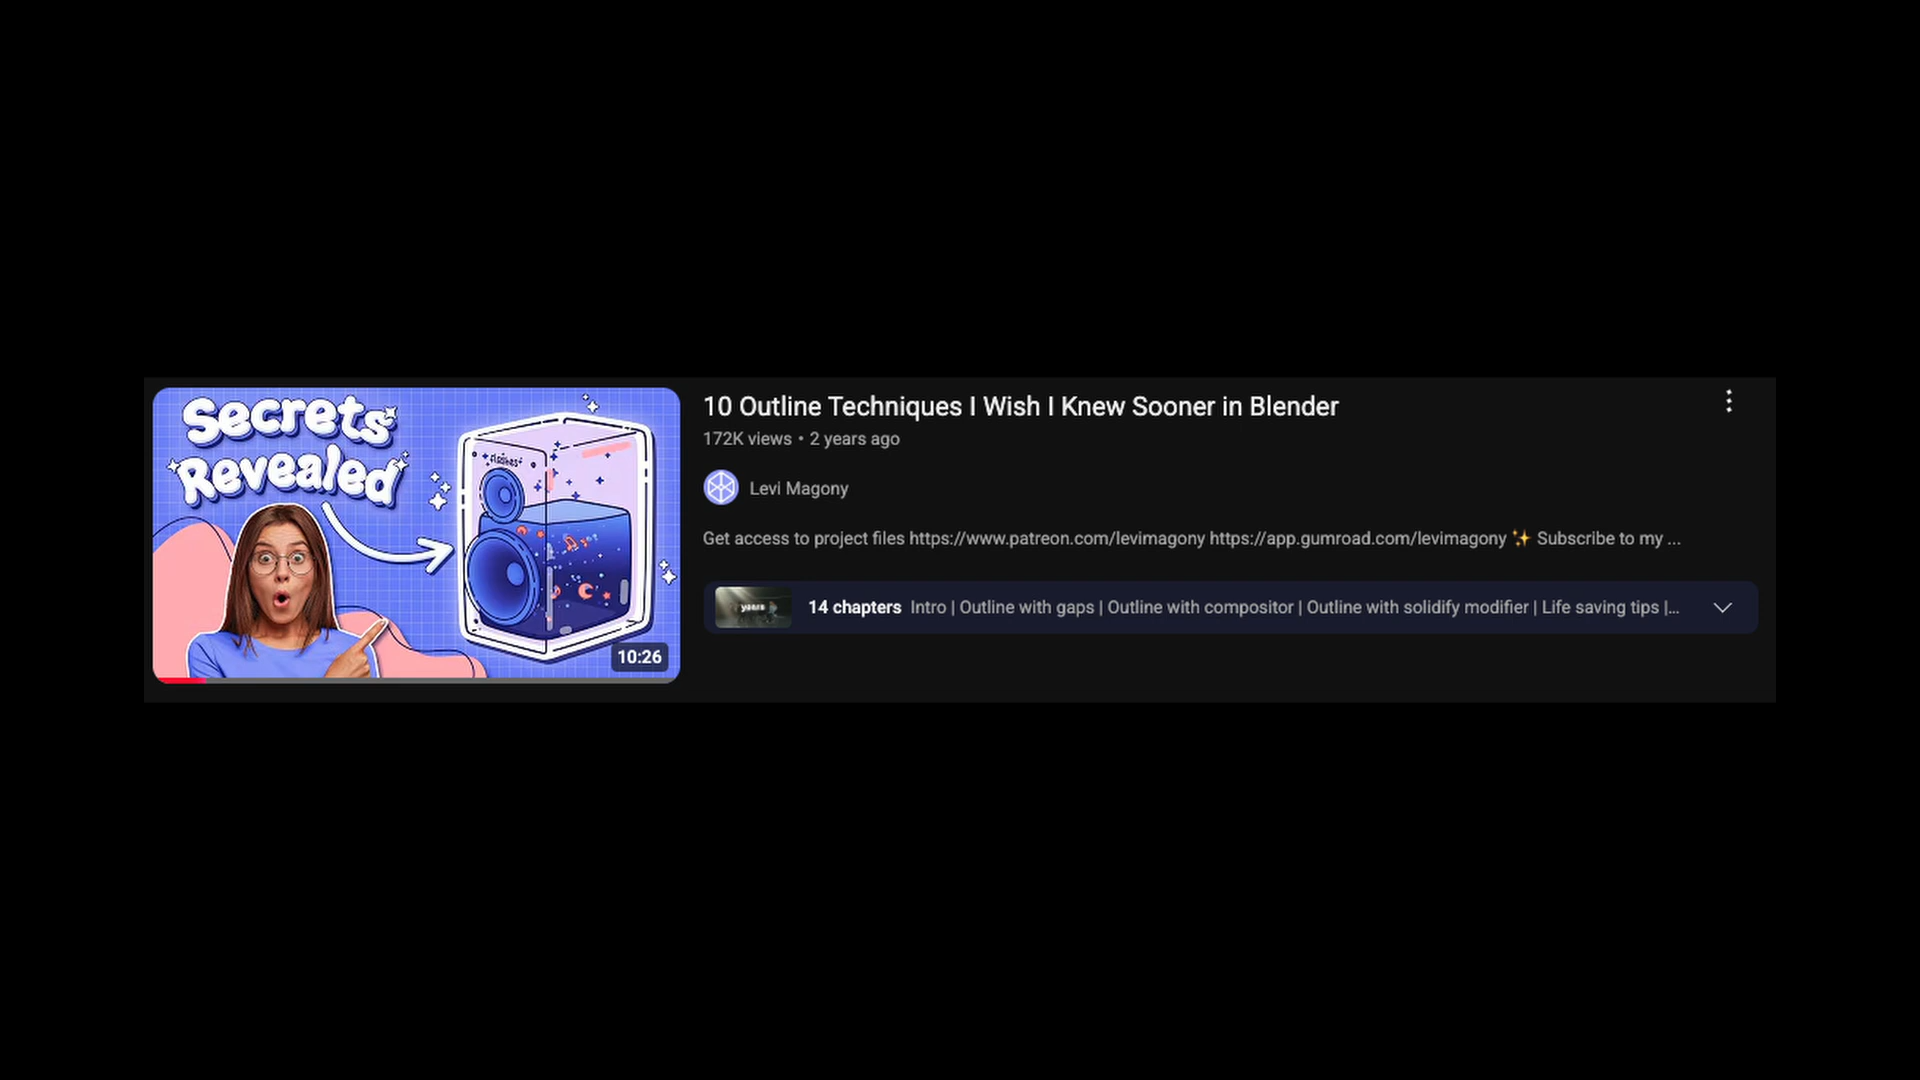 Secrets
Revealed
flashes
10:26
10 Outline Techniques I Wish I Knew Sooner in Blender
172K views • 2 years ago
Levi Magony
Get access to project files https://www.patreon.com/levimagony https://app.gumroad.com/levimagony ✨ Subscribe to my ...
years
14 chapters Intro | Outline with gaps | Outline with compositor | Outline with solidify modifier | Life saving tips |...